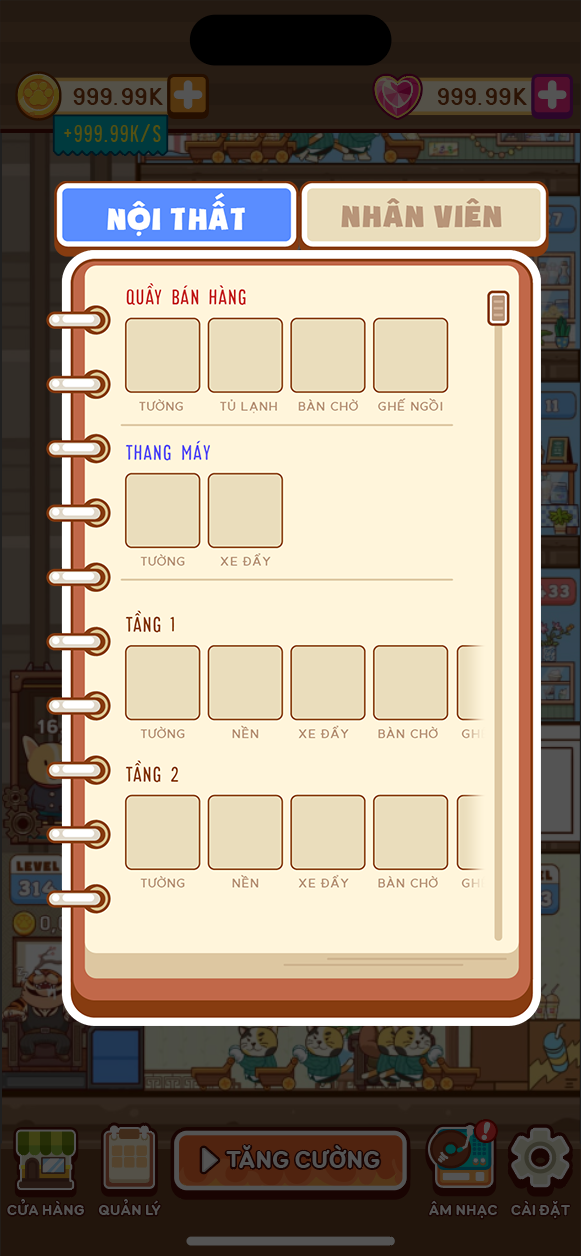 999.99K
999.99K
+999.99K/S
NỘI THẤT
NHÂN VIÊN
QUẦY BÁN HÀNG
TƯỜNG TỦ LẠNH BÀN CHỜ GHẾ NGỒI
THANG MÁY
TƯỜNG XE ĐẨY
TẦNG 1
TƯỜNG NỀN XE ĐẨY BÀN CHỜ
TẦNG 2
TƯỜNG NỀN XE ĐẨY BÀN CHỜ
11
LEVEL
314
TĂNG CƯỜNG
CỬA HÀNG QUẢN LÝ ÂM NHẠC CÀI ĐẶT